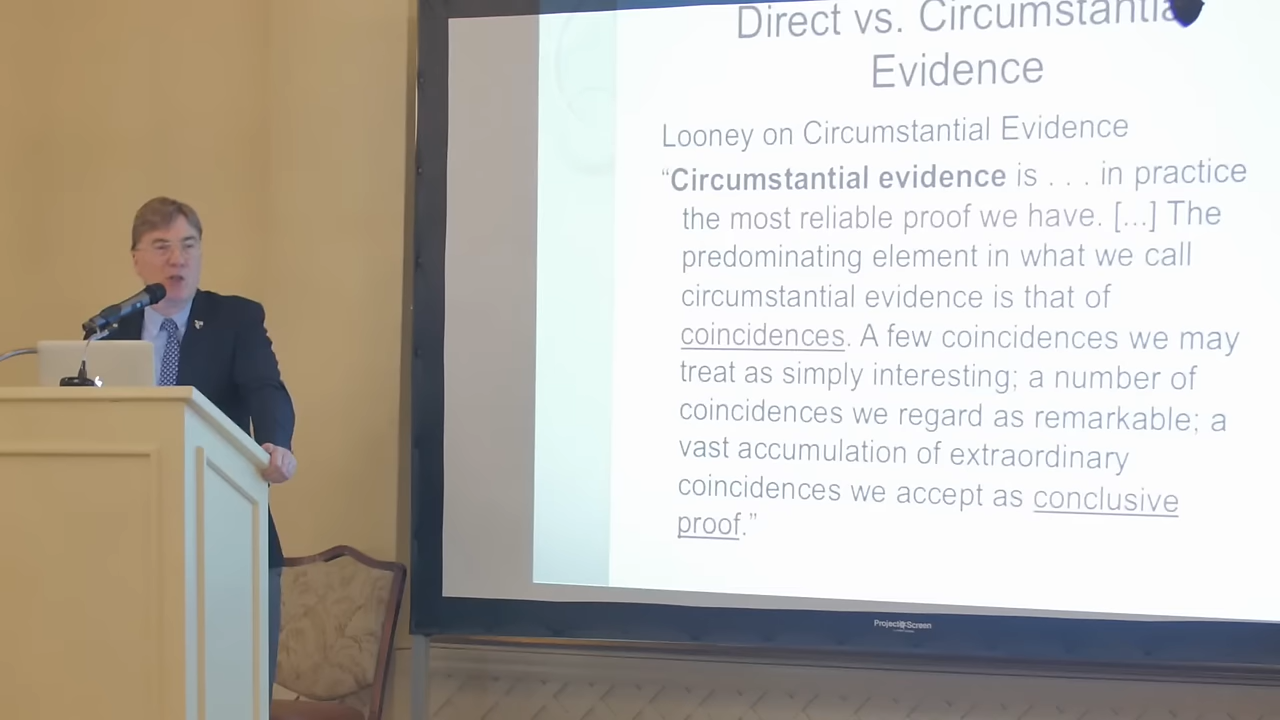 Direct vs. Circumstantia
Evidence
Looney on Circumstantial Evidence
“Circumstantial evidence is . . . in practice
the most reliable proof we have. [...] The
predominating element in what we call
circumstantial evidence is that of
coincidences. A few coincidences we may
treat as simply interesting; a number of
coincidences we regard as remarkable; a
vast accumulation of extraordinary
coincidences we accept as conclusive
proof.”
Project Screen